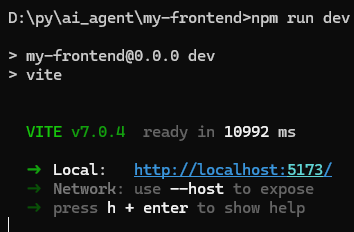 D:\py\ai_agent\my-frontend>npm run dev
> my-frontend@0.0.0 dev
> vite
VITE v7.0.4 ready in 10992 ms
➜ Local: http://localhost:5173/
➜ Network: use --host to expose
➜ press h + enter to show help